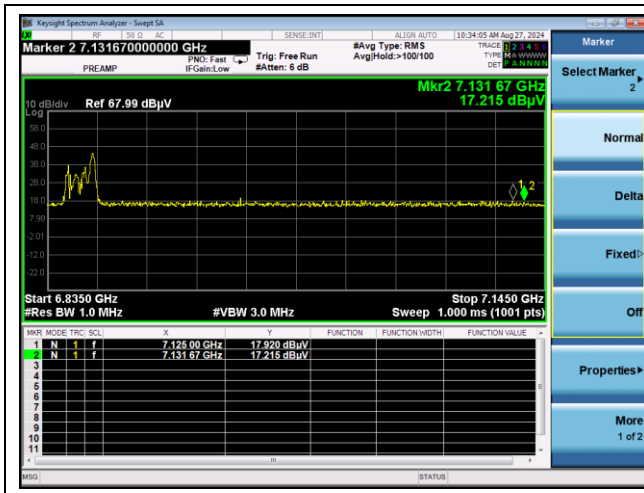 Keysight Spectrum Analyzer - Swept SA
RF 50 Ω AC SENSE:INT ALIGN AUTO 10:34:05 AM Aug 27, 2024
Marker 2 7.131670000000 GHz
PREAMP
PNO: Fast
IFGain:Low
Trig: Free Run
#Atten: 6 dB
#Avg Type: RMS
Avg|Hold:>100/100
TRACE 1 2 3 4 5 6
TYPE M A W W W W
DET P A N N N N
Mkr2 7.131 67 GHz
17.215 dBµV
10 dB/div Ref 67.99 dBµV
Log
58.0
48.0
38.0
28.0
18.0
7.99
-2.01
-12.0
-22.0
1 2
Start 6.8350 GHz Stop 7.1450 GHz
#Res BW 1.0 MHz #VBW 3.0 MHz Sweep 1.000 ms (1001 pts)
MKR MODE TRC SCL X Y FUNCTION FUNCTION WIDTH FUNCTION VALUE
1 N 1 f 7.125 00 GHz 17.920 dBµV
2 N 1 f 7.131 67 GHz 17.215 dBµV
3
4
5
6
7
8
9
10
11
MSG STATUS
Marker
Select Marker
2
Normal
Delta
Fixed
Off
Properties
More
1 of 2